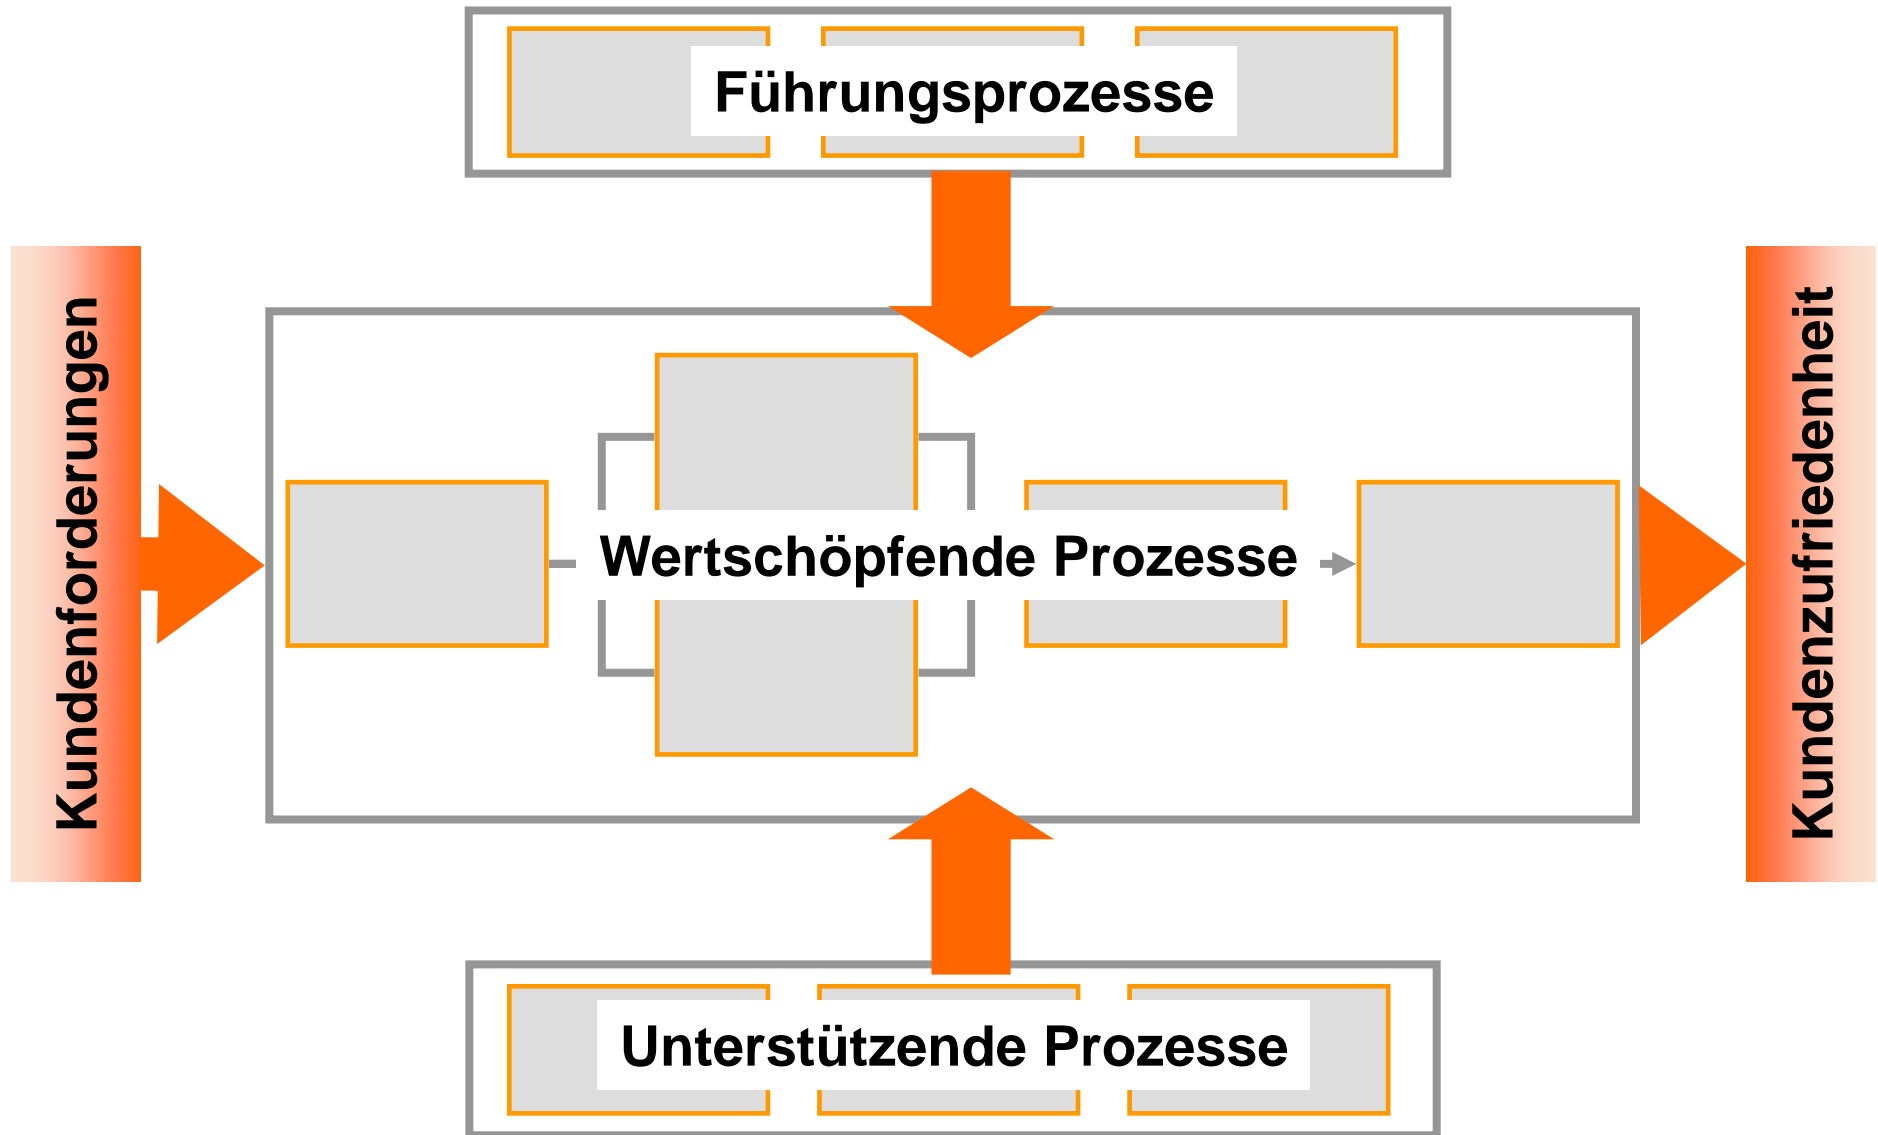 Führungsprozesse
Kundenforderungen
Wertschöpfende Prozesse
Kundenzufriedenheit
Unterstützende Prozesse